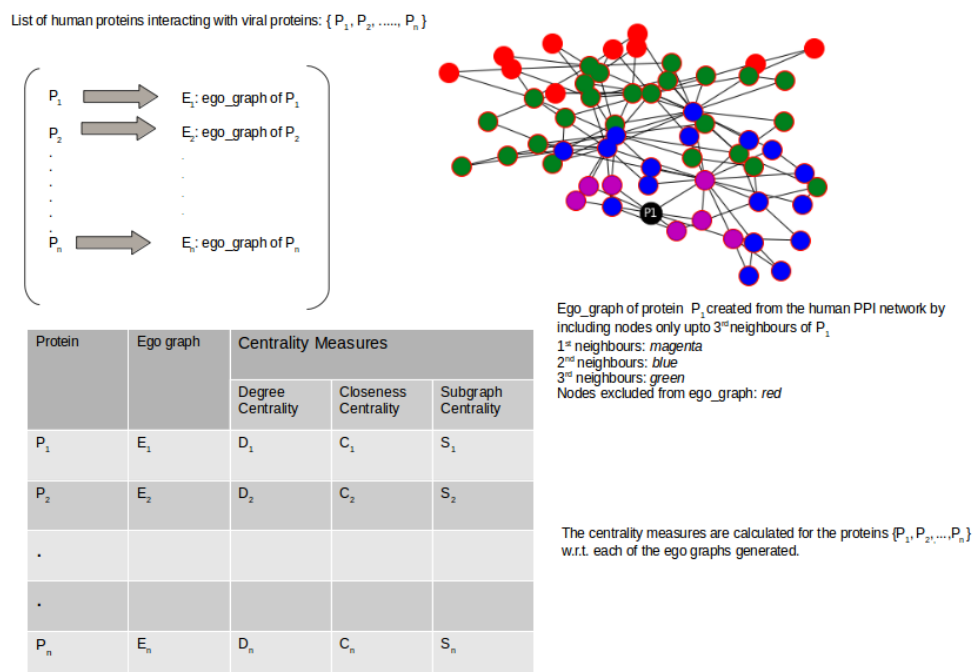 List of human proteins interacting with viral proteins: { P1, P2, ....., Pn }
P1 E1: ego_graph of P1
P2 E2: ego_graph of P2
.
.
.
.
.
.
Pn En: ego_graph of Pn
P1
Ego_graph of protein P1 created from the human PPI network by
including nodes only upto 3rd neighbours of P1
1st neighbours: magenta
2nd neighbours: blue
3rd neighbours: green
Nodes excluded from ego_graph: red
Protein Ego graph Centrality Measures
Degree Centrality Closeness Centrality Subgraph Centrality
P1 E1 D1 C1 S1
P2 E2 D2 C2 S2
.
.
Pn En Dn Cn Sn
The centrality measures are calculated for the proteins {P1, P2,...,Pn}
w.r.t. each of the ego graphs generated.